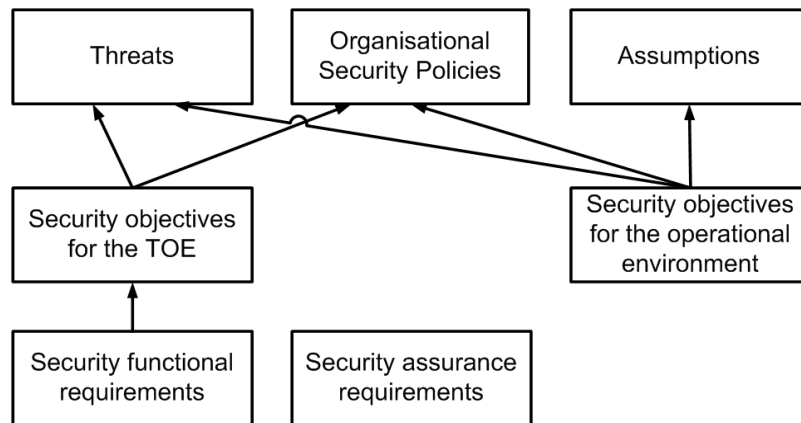 Threats
Organisational
Security Policies
Assumptions
Security objectives
for the TOE
Security objectives
for the operational
environment
Security functional
requirements
Security assurance
requirements